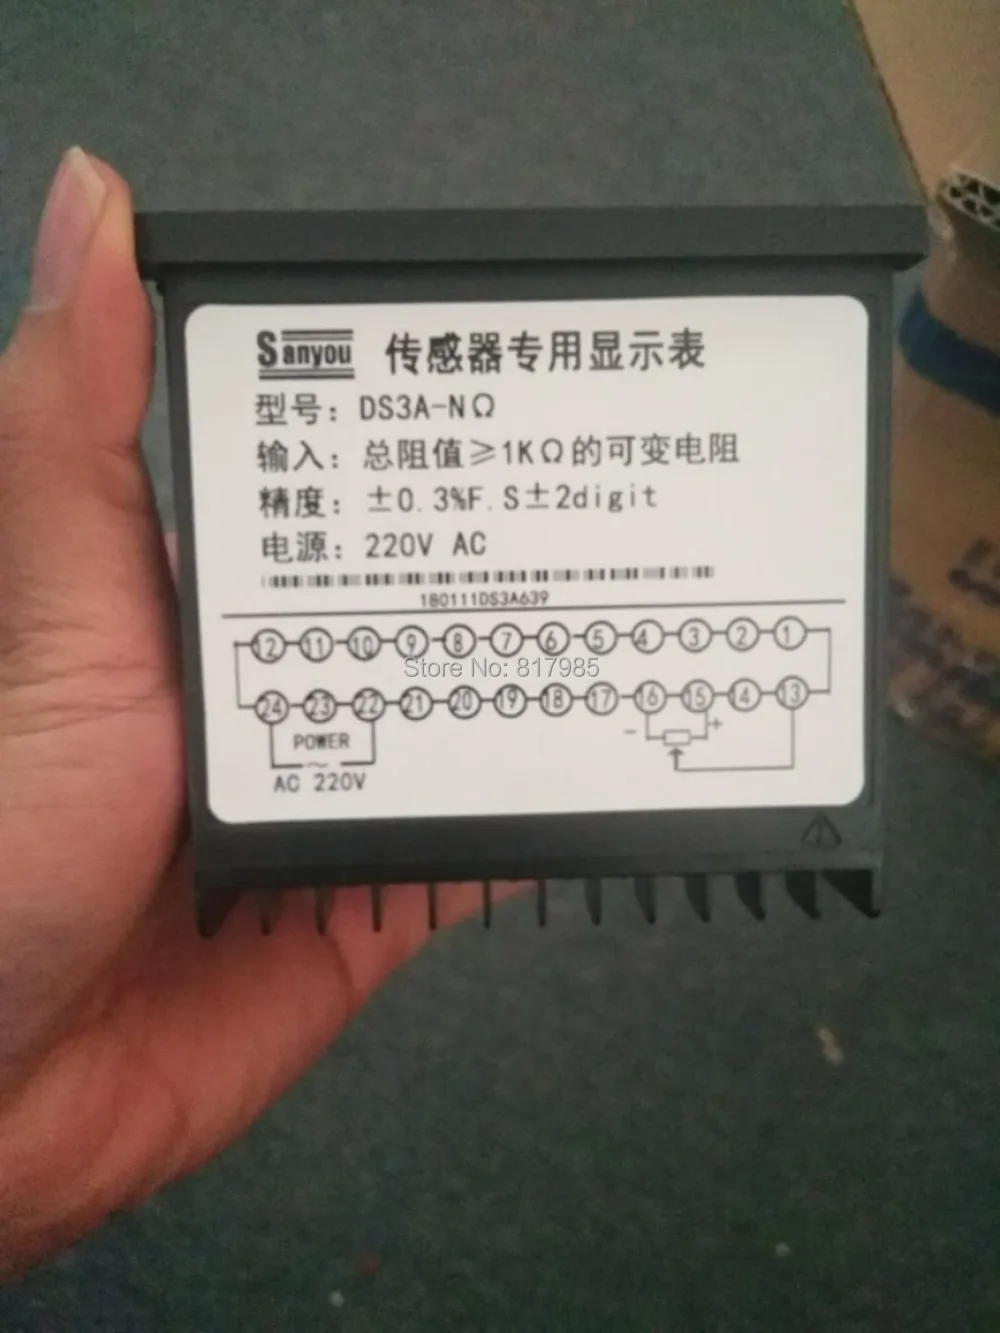 Sanyou 传感器专用显示表
型号: DS3A-NΩ
输入: 总阻值≥1KΩ的可变电阻
精度: ±0.3%F.S±2digit
电源: 220V AC
180111DS3A639
12 11 10 9 8 7 6 5 4 3 2 1
Store No: 817985
24 23 22 21 20 19 18 17 16 15 14 13
- +
POWER
~
AC 220V